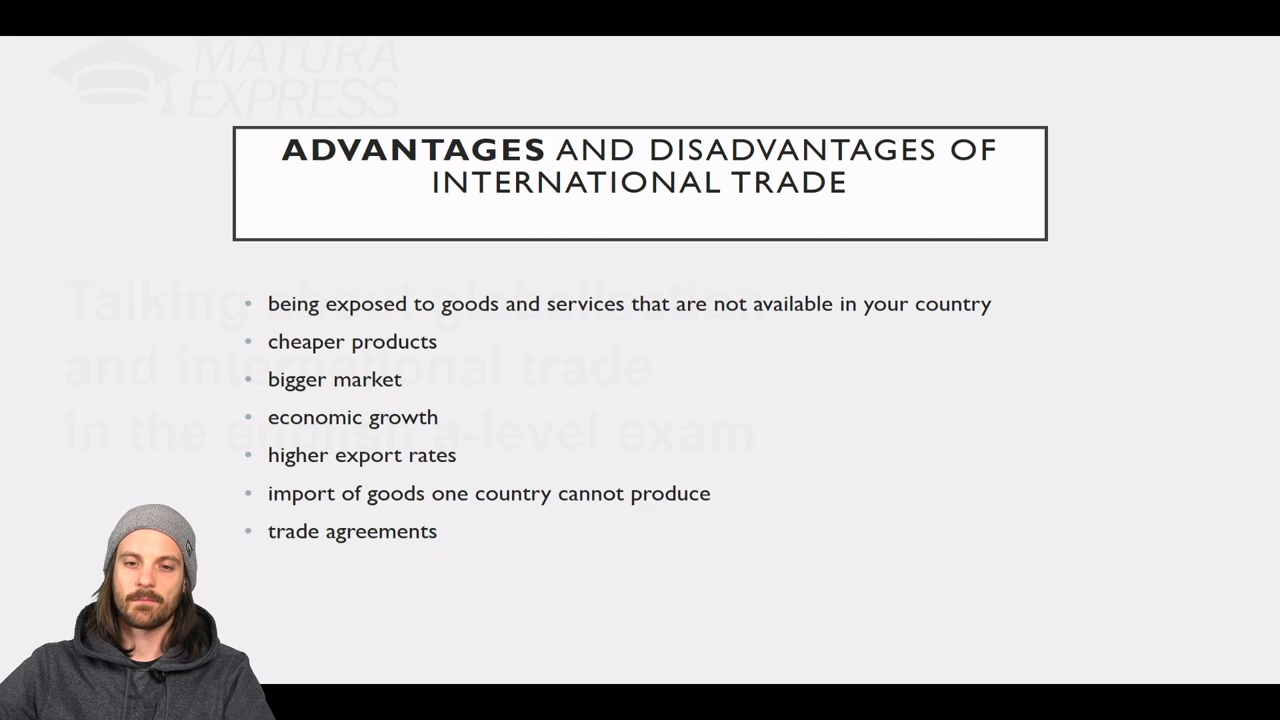 MATURA
EXPRESS
ADVANTAGES AND DISADVANTAGES OF
INTERNATIONAL TRADE
Talking about globalisation
and international trade
in the english a-level exam
• being exposed to goods and services that are not available in your country
• cheaper products
• bigger market
• economic growth
• higher export rates
• import of goods one country cannot produce
• trade agreements